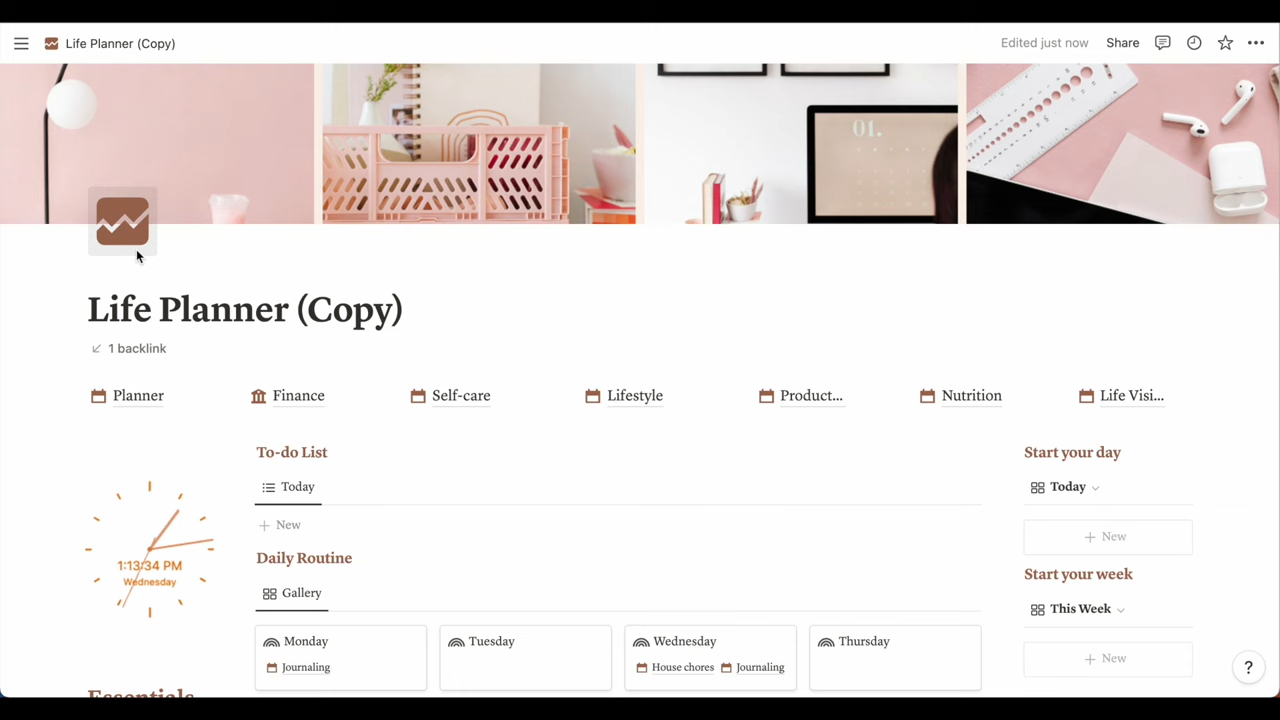 Life Planner (Copy)
Edited just now
Share
01.
Life Planner (Copy)
1 backlink
Planner
Finance
Self-care
Lifestyle
Product...
Nutrition
Life Visi...
1:13:34 PM
Wednesday
To-do List
Today
+ New
Daily Routine
Gallery
Monday
Journaling
Tuesday
Wednesday
House chores Journaling
Thursday
Start your day
Today
+ New
Start your week
This Week
+ New
Essentials
?